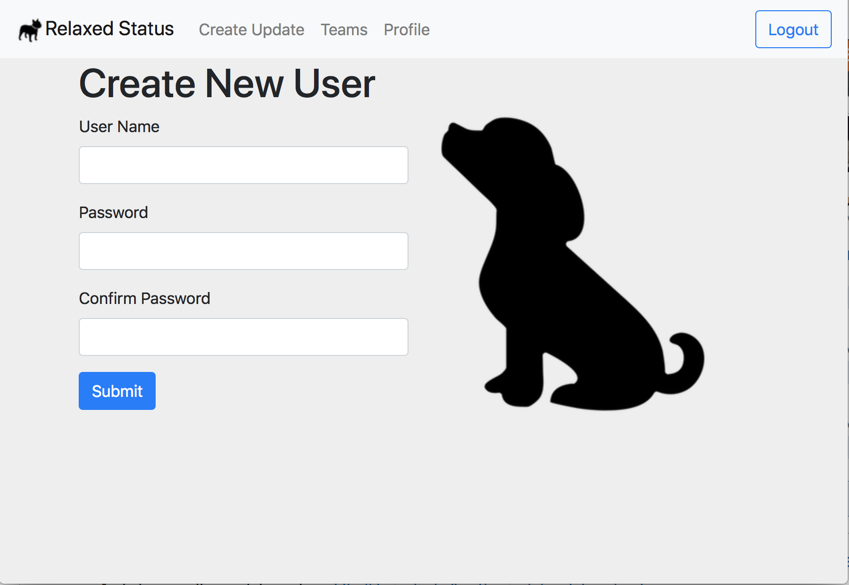 Relaxed Status Create Update Teams Profile Logout
Create New User
User Name
Password
Confirm Password
Submit